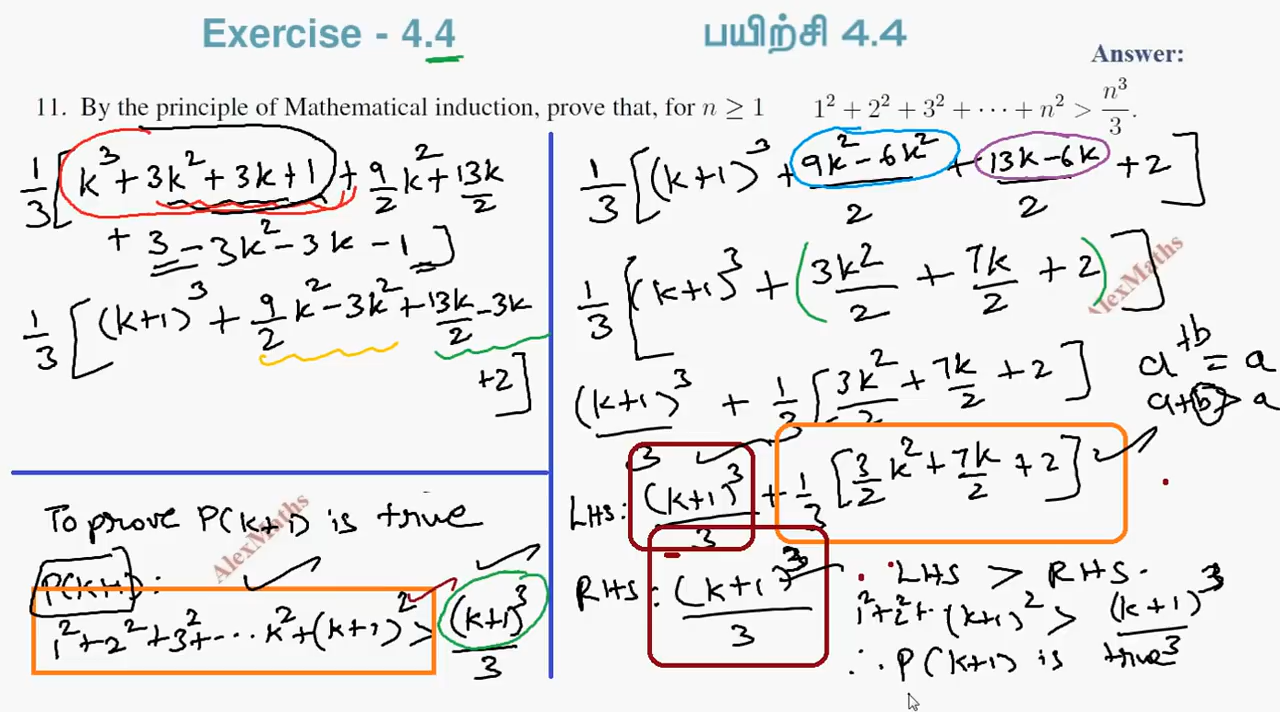 Exercise - 4.4
பயிற்சி 4.4
Answer:
11. By the principle of Mathematical induction, prove that, for n ≥ 1 1² + 2² + 3² + ⋯ + n² > n³/3.
1/3 [k³ + 3k² + 3k + 1 + 9/2 k² + 13k/2
+ 3 - 3k² - 3k - 1]
1/3 [(k+1)³ + 9/2 k² - 3k² + 13k/2 - 3k
+2]
To prove P(k+1) is true
P(k+1):
1² + 2² + 3² + ... k² + (k+1)² > (k+1)³/3
1/3 [(k+1)³ + (9k² - 6k²)/2 + (13k - 6k)/2 + 2]
1/3 [(k+1)³ + (3k²/2 + 7k/2 + 2)]
(k+1)³/3 + 1/3 [3k²/2 + 7k/2 + 2]
a+b = a
a+b > a
LHS: (k+1)³/3 + 1/3 [3/2 k² + 7k/2 + 2]
RHS: (k+1)³/3
∴ LHS > RHS.
1² + 2² + .. (k+1)² > (k+1)³/3
∴ P(k+1) is true
AlexMaths
AlexMaths